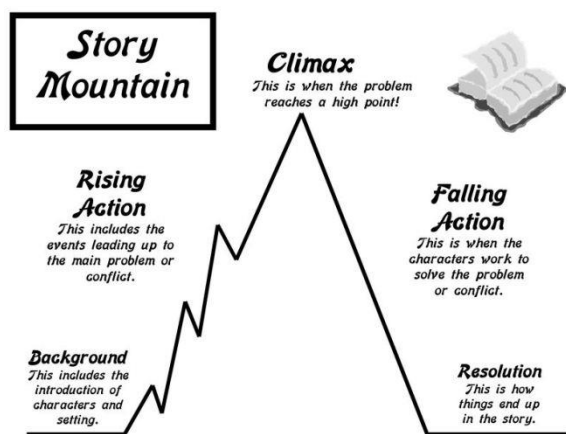 Story
Mountain
Climax
This is when the problem
reaches a high point!
Rising
Action
This includes the
events leading up to
the main problem or
conflict.
Falling
Action
This is when the
characters work to
solve the problem
or conflict.
Background
This includes the
introduction of
characters and
setting.
Resolution
This is how
things end up
in the story.